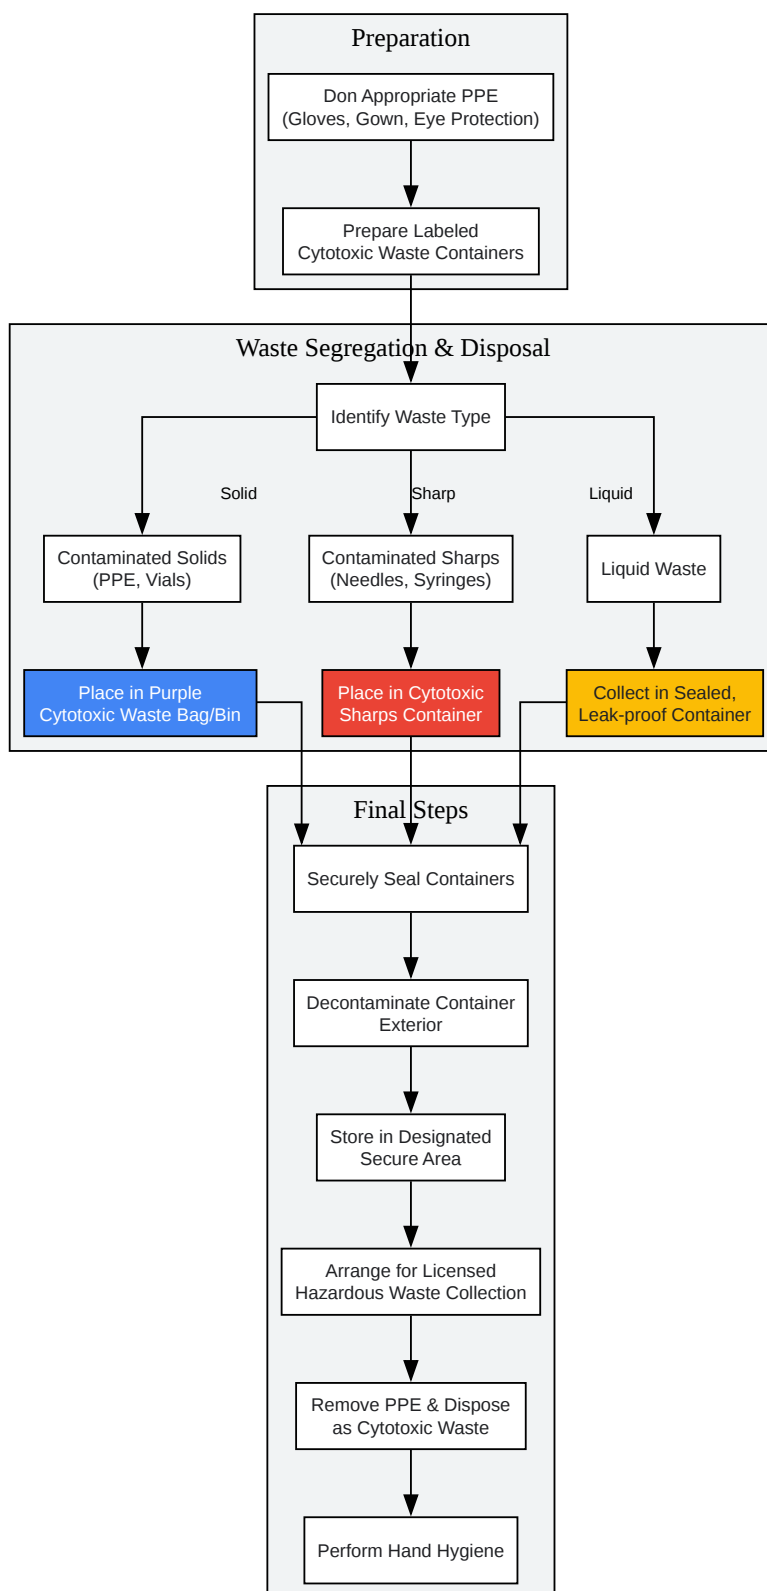 Preparation
Don Appropriate PPE
(Gloves, Gown, Eye Protection)
Prepare Labeled
Cytotoxic Waste Containers
Waste Segregation & Disposal
Identify Waste Type
Solid
Sharp
Liquid
Contaminated Solids
(PPE, Vials)
Contaminated Sharps
(Needles, Syringes)
Liquid Waste
Place in Purple
Cytotoxic Waste Bag/Bin
Place in Cytotoxic
Sharps Container
Collect in Sealed,
Leak-proof Container
Final Steps
Securely Seal Containers
Decontaminate Container
Exterior
Store in Designated
Secure Area
Arrange for Licensed
Hazardous Waste Collection
Remove PPE & Dispose
as Cytotoxic Waste
Perform Hand Hygiene